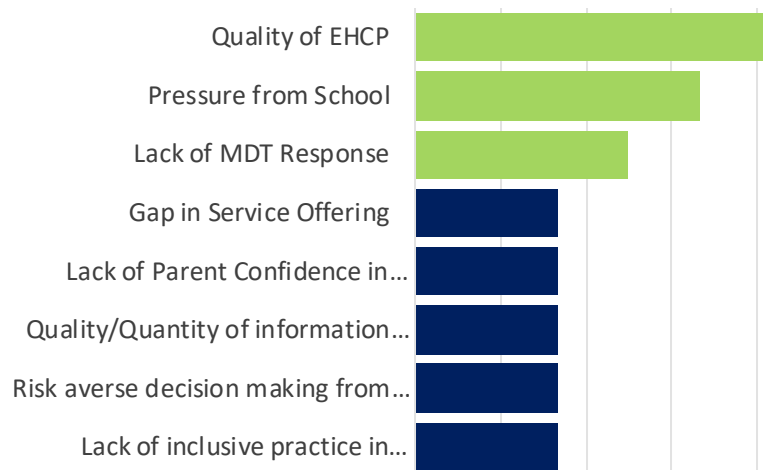 Quality of EHCP
Pressure from School
Lack of MDT Response
Gap in Service Offering
Lack of Parent Confidence in...
Quality/Quantity of information...
Risk averse decision making from...
Lack of inclusive practice in...